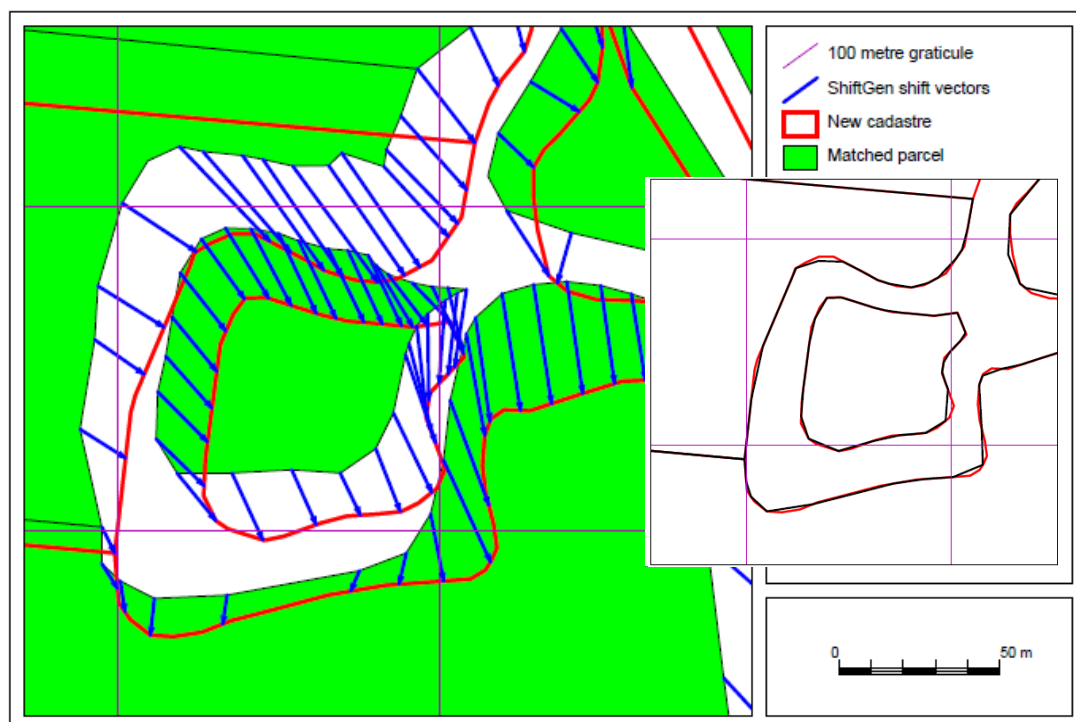 100 metre graticule
ShiftGen shift vectors
New cadastre
Matched parcel
0 50 m